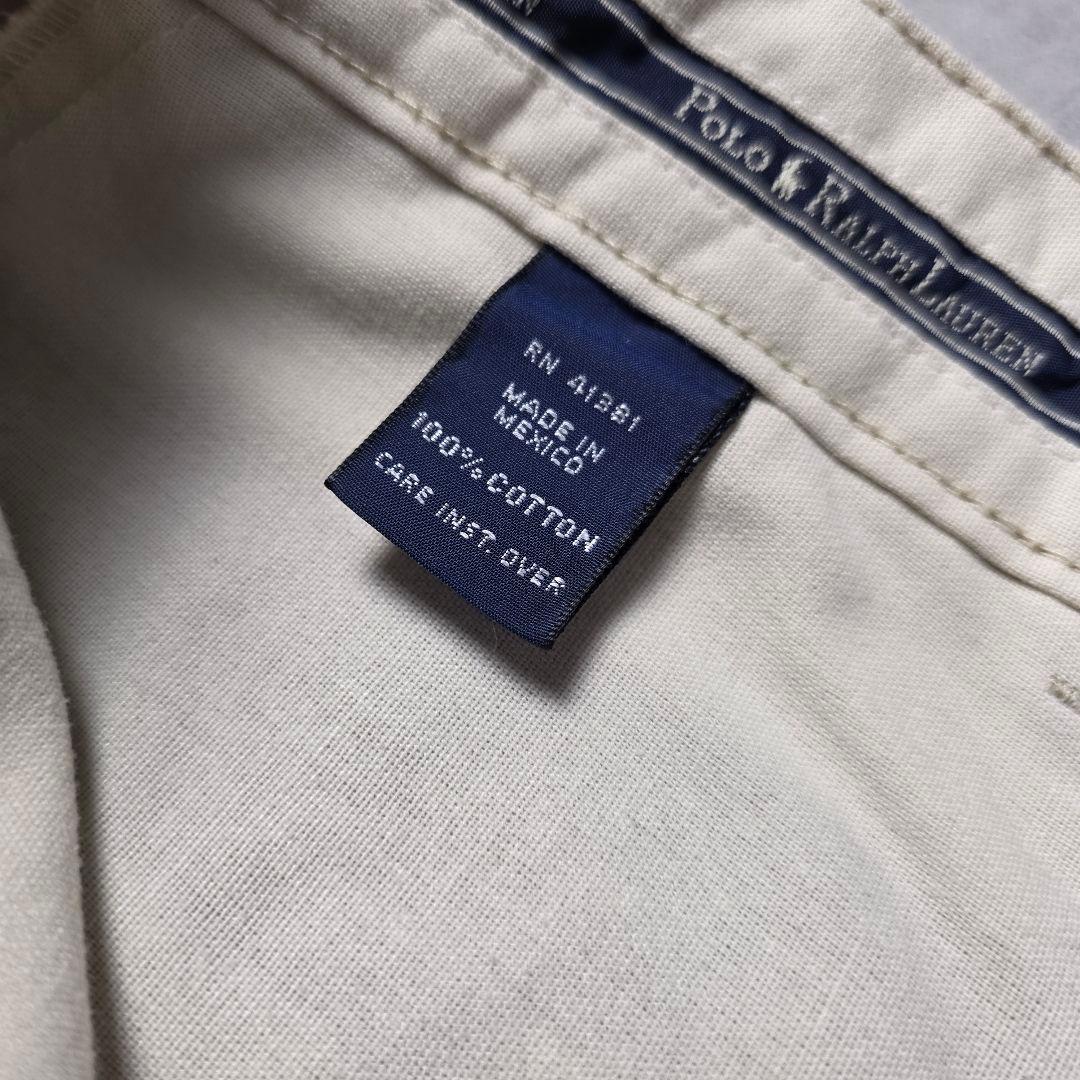 POLO RALPH LAUREN
RN 41381
MADE IN
MEXICO
100% COTTON
CARE INST. OVER